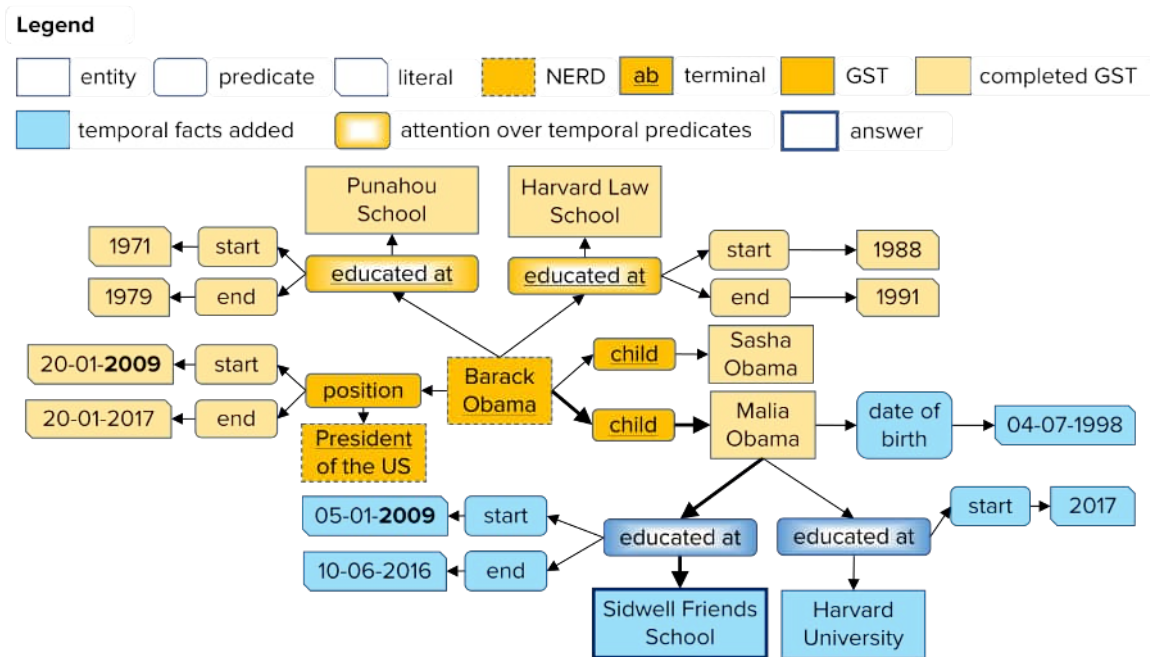 Legend
entity
predicate
literal
NERD
ab
terminal
GST
completed GST
temporal facts added
attention over temporal predicates
answer
Punahou
School
Harvard Law
School
1971
start
educated at
educated at
start
1988
1979
end
end
1991
20-01-2009
start
position
Barack
Obama
child
Sasha
Obama
20-01-2017
end
President
of the US
child
Malia
Obama
date of
birth
04-07-1998
05-01-2009
start
educated at
educated at
start
2017
10-06-2016
end
Sidwell Friends
School
Harvard
University